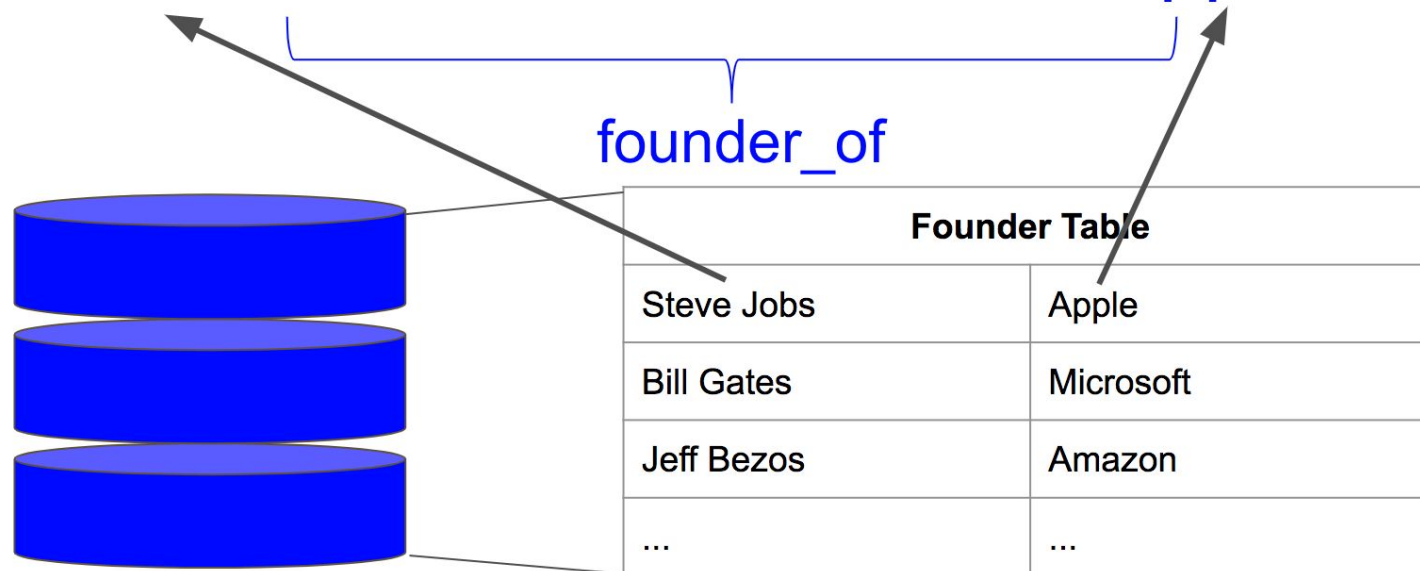 founder_of
Founder Table
Steve Jobs Apple
Bill Gates Microsoft
Jeff Bezos Amazon
... ...